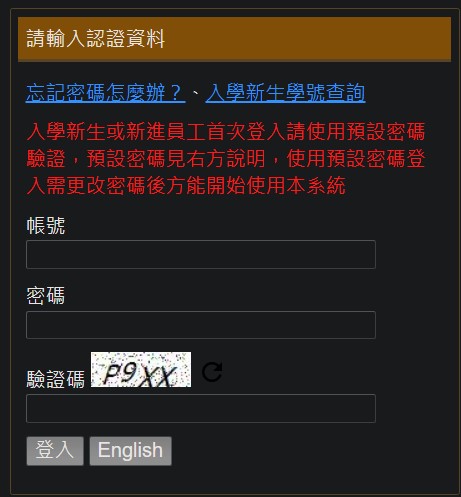 請輸入認證資料
忘記密碼怎麼辦？、入學新生學號查詢
入學新生或新進員工首次登入請使用預設密碼
驗證，預設密碼見右方說明，使用預設密碼登
入需更改密碼後方能開始使用本系統
帳號
密碼
驗證碼 P9XX
登入 English